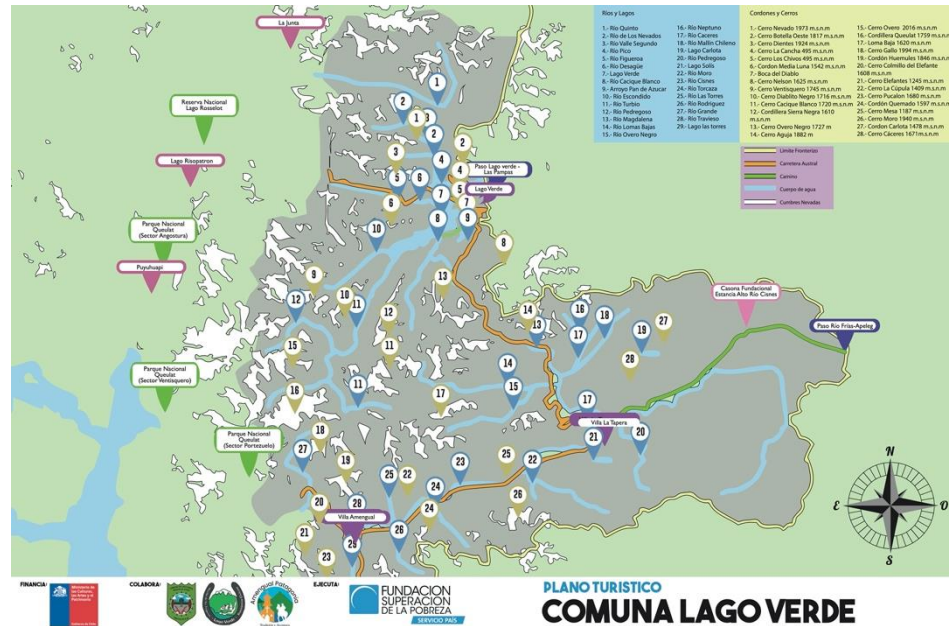 La Junta
Reserva Nacional
Lago Rosselot
Lago Risopatron
Parque Nacional
Queulat
(Sector Angostura)
Puyuhuapi
Parque Nacional
Queulat
(Sector Ventisquero)
Parque Nacional
Queulat
(Sector Portezuelo)
Paso Lago verde -
Las Pampas
Lago Verde
Casona Fundacional
Estancia Alto Río Cisnes
Paso Río Frias-Apeleg
Villa La Tapera
Villa Amengual
Ríos y Lagos
1.- Río Quinto
2.- Río de Los Nevados
3.- Río Valle Segundo
4.- Río Pico
5.- Río Figueroa
6.- Río Desagüe
7.- Lago Verde
8.- Río Cacique Blanco
9.- Arroyo Pan de Azucar
10.- Río Escondido
11.- Río Turbio
12.- Río Pedregoso
13.- Río Magdalena
14.- Río Lomas Bajas
15.- Río Overo Negro
16.- Río Neptuno
17.- Río Caceres
18.- Río Mallín Chileno
19.- Lago Carlota
20.- Río Pedregoso
21.- Lago Solís
22.- Río Moro
23.- Río Cisnes
24.- Río Torcaza
25.- Río Las Torres
26.- Río Rodríguez
27.- Río Grande
28.- Río Travieso
29.- Lago las torres
Cordones y Cerros
1.- Cerro Nevado 1973 m.s.n.m
2.- Cerro Botella Oeste 1817 m.s.n.m
3.- Cerro Dientes 1924 m.s.n.m
4.- Cerro La Cancha 495 m.s.n.m
5.- Cerro Los Chivos 495 m.s.n.m
6.- Cordon Media Luna 1542 m.s.n.m
7.- Boca del Diablo
8.- Cerro Nelson 1625 m.s.n.m
9.- Cerro Ventisquero 1745 m.s.n.m
10.- Cerro Diablito Negro 1716 m.s.n.m
11.- Cerro Cacique Blanco 1720 m.s.n.m
12.- Cordillera Sierra Negra 1610
m.s.n.m
13.- Cerro Overo Negro 1727 m
14.- Cerro Aguja 1882 m
15.- Cerro Overo 2016 m.s.n.m
16.- Cordillera Queulat 1759 m.s.n.m
17.- Loma Baja 1620 m.s.n.m
18.- Cerro Gallo 1994 m.s.n.m
19.- Cordón Huemules 1846 m.s.n.m
20.- Cerro Colmillo del Elefante
1608 m.s.n.m
21.- Cerro Elefantes 1245 m.s.n.m
22.- Cerro La Cúpula 1409 m.s.n.m
23.- Cerro Pucalon 1680 m.s.n.m
24.- Cordón Quemado 1597 m.s.n.m
25.- Cerro Mesa 1187 m.s.n.m
26.- Cerro Moro 1940 m.s.n.m
27.- Cordon Carlota 1478 m.s.n.m
28.- Cerro Cáceres 1671m.s.n.m
Limite Fronterizo
Carretera Austral
Camino
Cuerpo de agua
Cumbres Nevadas
N
E
O
S
FINANCIA:
COLABORA:
Lago Verde
Amengual Patagonia
EJECUTA:
FUNDACION
SUPERACION
DE LA POBREZA
SERVICIO PAÍS
PLANO TURISTICO
COMUNA LAGO VERDE